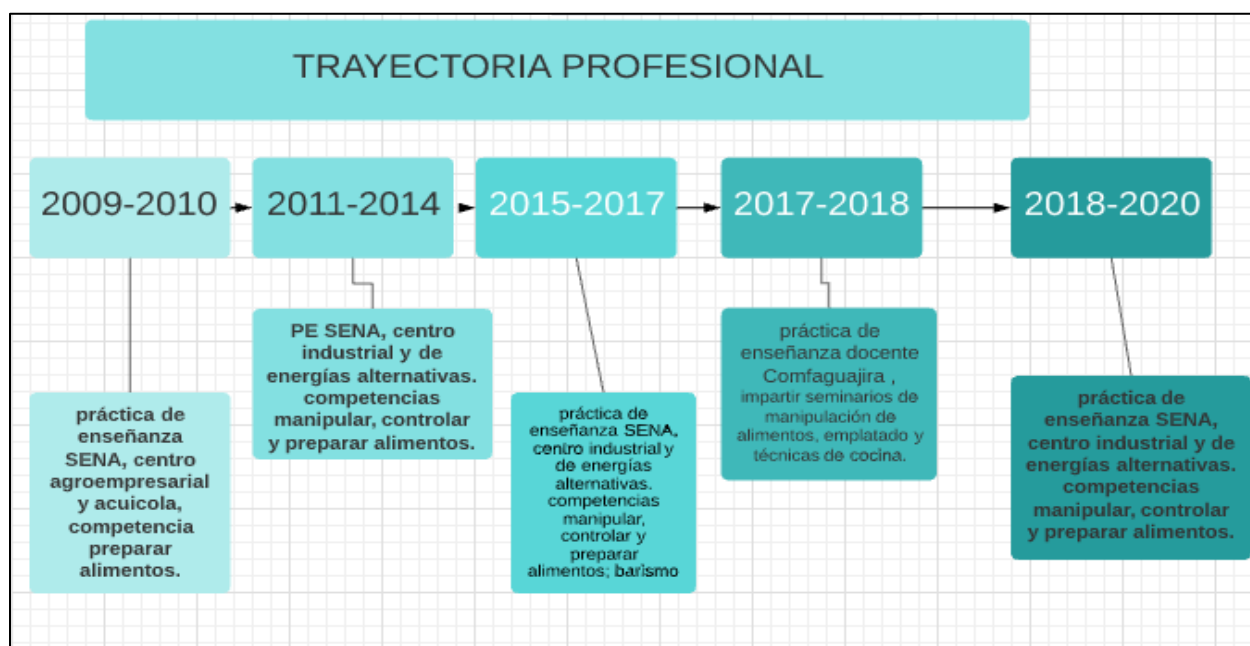 TRAYECTORIA PROFESIONAL
2009-2010
2011-2014
2015-2017
2017-2018
2018-2020
práctica de
enseñanza
SENA, centro
agroempresarial
y acuicola,
competencia
preparar
alimentos.
PE SENA, centro
industrial y de
energías alternativas.
competencias
manipular, controlar
y preparar alimentos.
práctica de
enseñanza SENA,
centro industrial y
de energías
alternativas.
competencias
manipular,
controlar y
preparar
alimentos; barismo
práctica de
enseñanza docente
Comfaguajira ,
impartir seminarios de
manipulación de
alimentos, emplatado y
técnicas de cocina.
práctica de
enseñanza SENA,
centro industrial y de
energías alternativas.
competencias
manipular, controlar
y preparar alimentos.